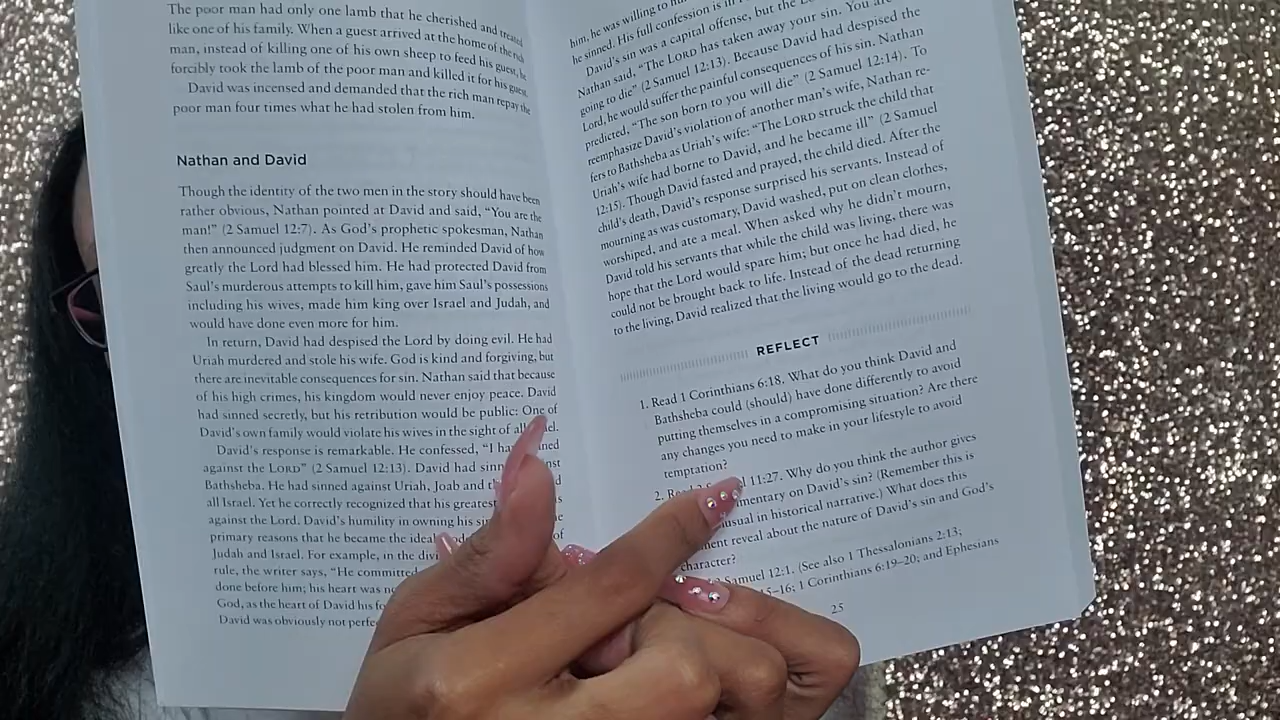 The poor man had only one lamb that he cherished and treated
like one of his family. When a guest arrived at the home of the rich
man, instead of killing one of his own sheep to feed his guest, he
forcibly took the lamb of the poor man and killed it for his guest.
David was incensed and demanded that the rich man repay the
poor man four times what he had stolen from him.
Nathan and David
Though the identity of the two men in the story should have been
rather obvious, Nathan pointed at David and said, “You are the
man!” (2 Samuel 12:7). As God’s prophetic spokesman, Nathan
then announced judgment on David. He reminded David of how
greatly the Lord had blessed him. He had protected David from
Saul’s murderous attempts to kill him, gave him Saul’s possessions
including his wives, made him king over Israel and Judah, and
would have done even more for him.
In return, David had despised the Lord by doing evil. He had
Uriah murdered and stole his wife. God is kind and forgiving, but
there are inevitable consequences for sin. Nathan said that because
of his high crimes, his kingdom would never enjoy peace. David
had sinned secretly, but his retribution would be public: One of
David’s own family would violate his wives in the sight of all
David’s response is remarkable. He confessed, “I
against the LORD” (2 Samuel 12:13). David had
Bathsheba. He had sinned against Uriah, Joab and
all Israel. Yet he correctly recognized that his
against the Lord. David’s humility in owning his
primary reasons that he became the ideal of
Judah and Israel. For example, in the
rule, the writer says, “He committed
done before him; his heart was
God, as the heart of David his
David was obviously not
him, he was willing to
he sinned. His full confession is in
David’s sin was a capital offense, but the
Nathan said, “The LORD has taken away your sin. You are
going to die” (2 Samuel 12:13). Because David had despised the
Lord, he would suffer the painful consequences of his sin. Nathan
predicted, “The son born to you will die” (2 Samuel 12:14). To
reemphasize David’s violation of another man’s wife, Nathan re-
fers to Bathsheba as Uriah’s wife: “The LORD struck the child that
Uriah’s wife had borne to David, and he became ill” (2 Samuel
12:15). Though David fasted and prayed, the child died. After the
child’s death, David’s response surprised his servants. Instead of
mourning as was customary, David washed, put on clean clothes,
worshiped, and ate a meal. When asked why he didn’t mourn,
David told his servants that while the child was living, there was
hope that the Lord would spare him; but once he had died, he
could not be brought back to life. Instead of the dead returning
to the living, David realized that the living would go to the dead.
REFLECT
1. Read 1 Corinthians 6:18. What do you think David and
Bathsheba could (should) have done differently to avoid
putting themselves in a compromising situation? Are there
any changes you need to make in your lifestyle to avoid
temptation?
2. 11:27. Why do you think the author gives
on David’s sin? (Remember this is
in historical narrative.) What does this
reveal about the nature of David’s sin and God’s
character?
Samuel 12:1. (See also 1 Thessalonians 2:13;
1 Corinthians 6:19–20; and Ephesians
25